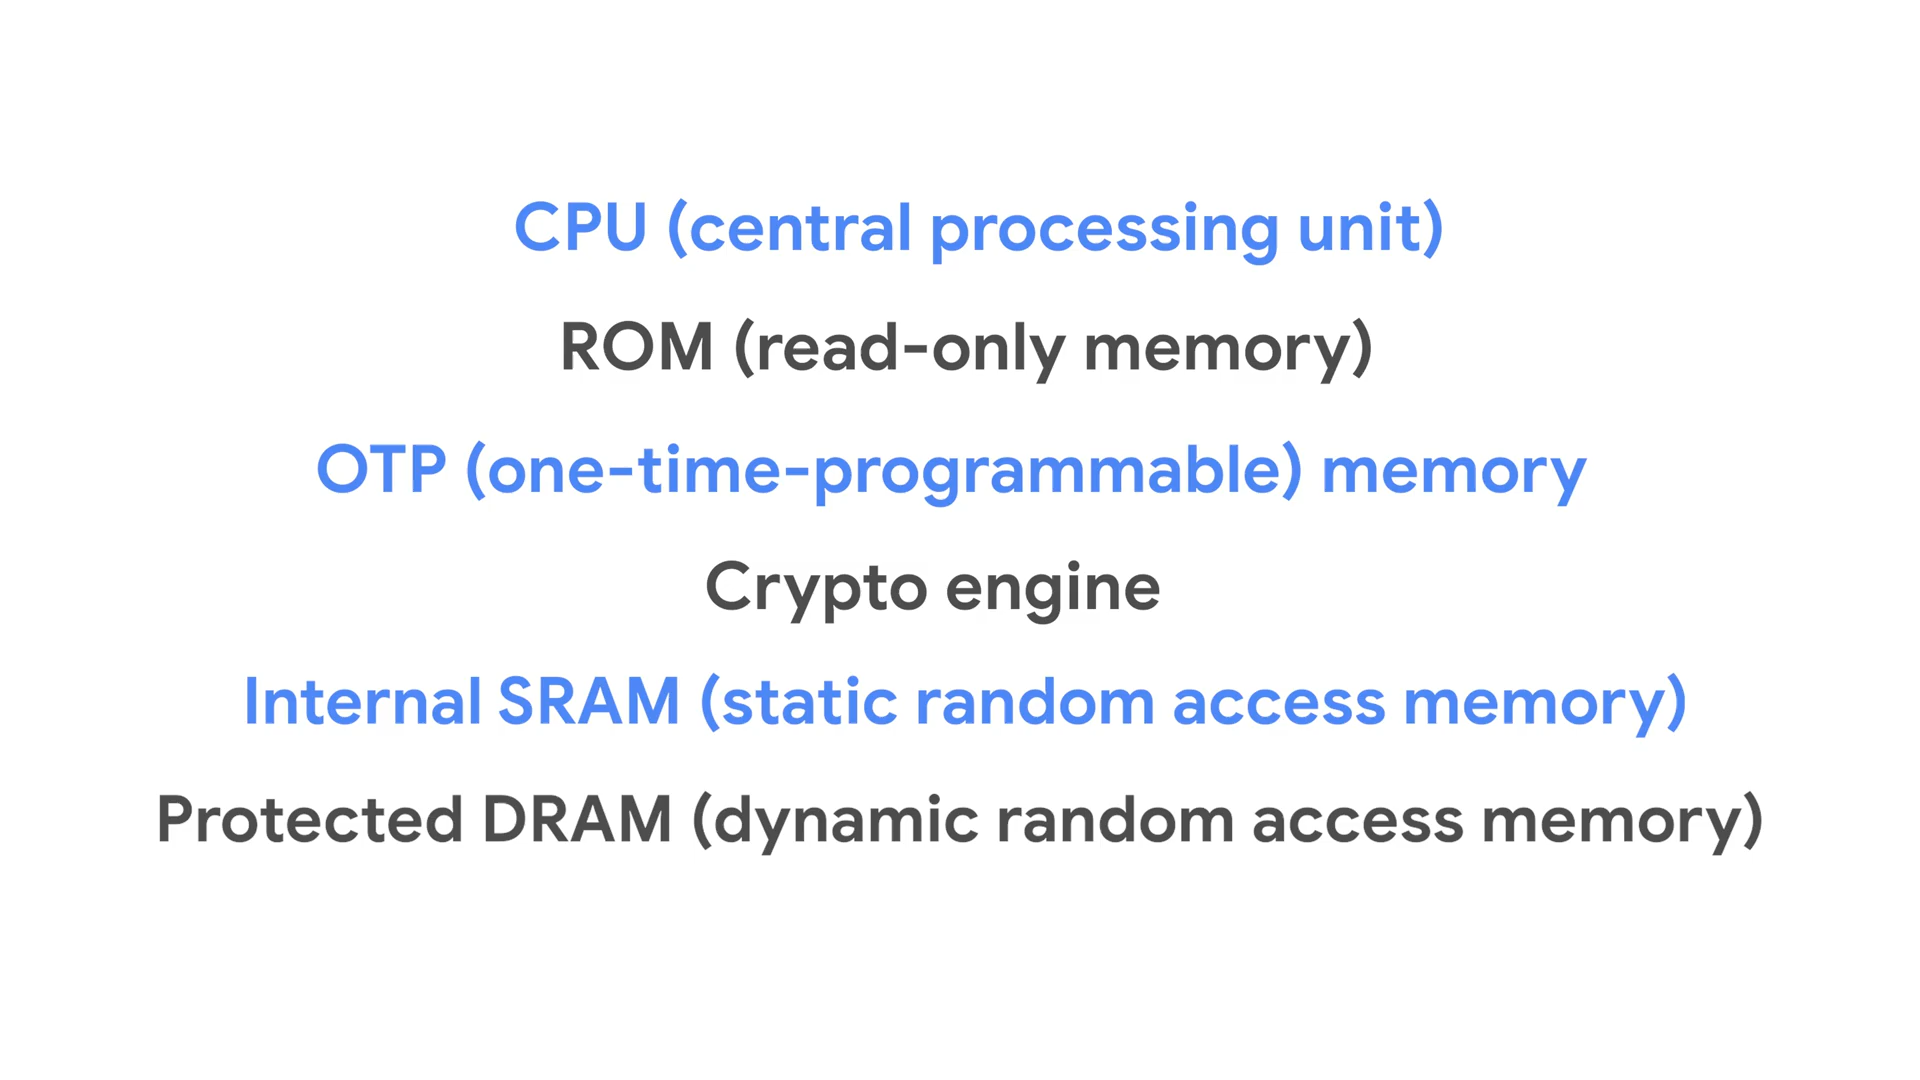 CPU (central processing unit)
ROM (read-only memory)
OTP (one-time-programmable) memory
Crypto engine
Internal SRAM (static random access memory)
Protected DRAM (dynamic random access memory)